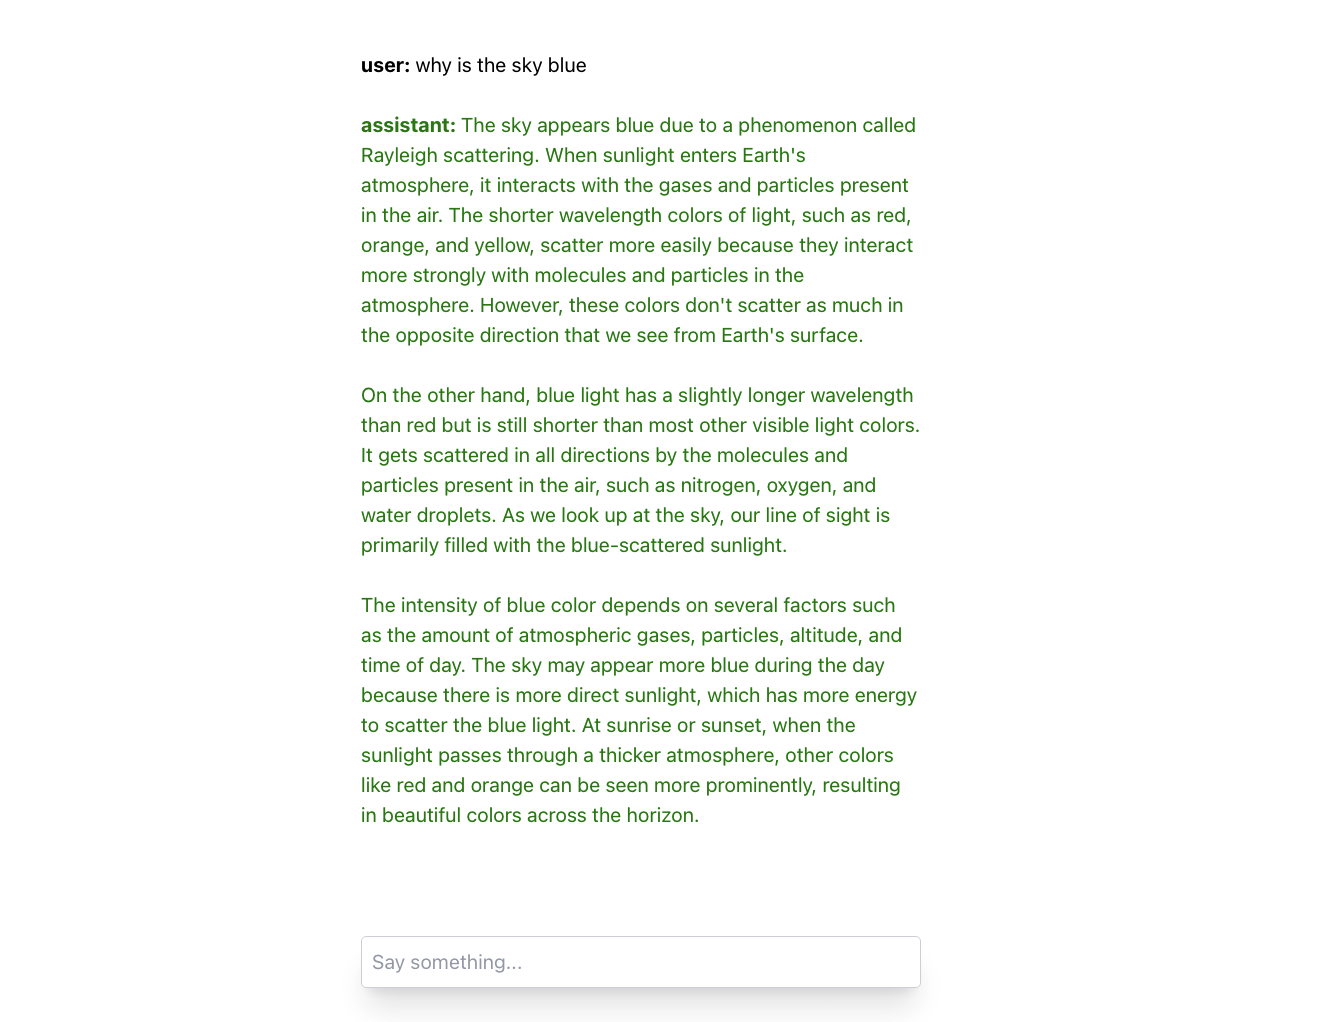 user: why is the sky blue
assistant: The sky appears blue due to a phenomenon called
Rayleigh scattering. When sunlight enters Earth's
atmosphere, it interacts with the gases and particles present
in the air. The shorter wavelength colors of light, such as red,
orange, and yellow, scatter more easily because they interact
more strongly with molecules and particles in the
atmosphere. However, these colors don't scatter as much in
the opposite direction that we see from Earth's surface.
On the other hand, blue light has a slightly longer wavelength
than red but is still shorter than most other visible light colors.
It gets scattered in all directions by the molecules and
particles present in the air, such as nitrogen, oxygen, and
water droplets. As we look up at the sky, our line of sight is
primarily filled with the blue-scattered sunlight.
The intensity of blue color depends on several factors such
as the amount of atmospheric gases, particles, altitude, and
time of day. The sky may appear more blue during the day
because there is more direct sunlight, which has more energy
to scatter the blue light. At sunrise or sunset, when the
sunlight passes through a thicker atmosphere, other colors
like red and orange can be seen more prominently, resulting
in beautiful colors across the horizon.
Say something...